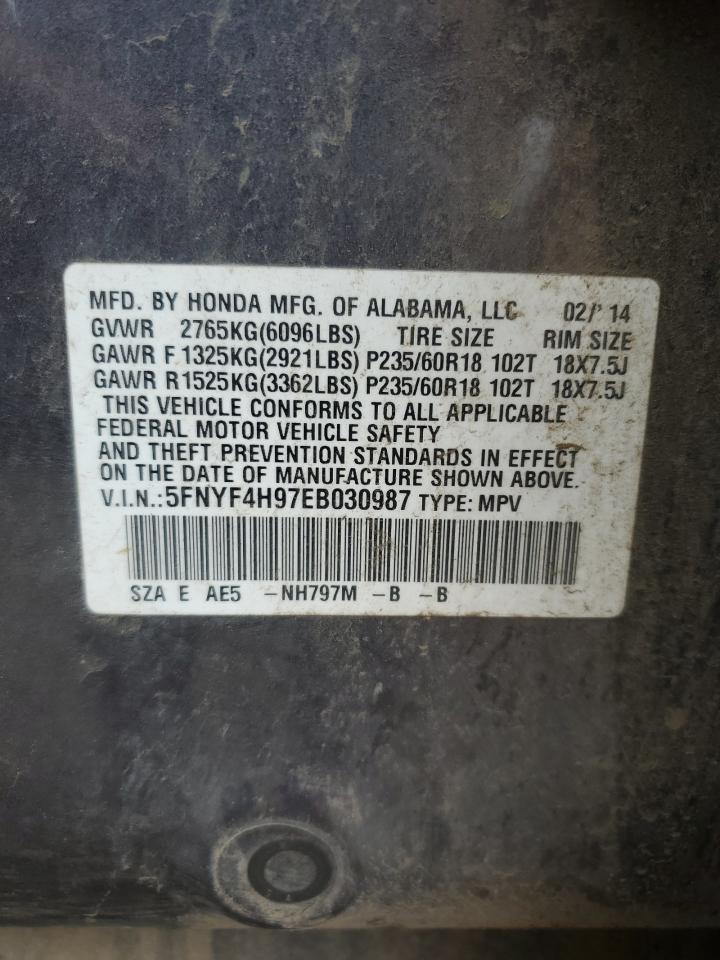 MFD. BY HONDA MFG. OF ALABAMA, LLC 02/' 14
GVWR 2765KG(6096LBS) TIRE SIZE RIM SIZE
GAWR F 1325KG(2921LBS) P235/60R18 102T 18X7.5J
GAWR R1525KG(3362LBS) P235/60R18 102T 18X7.5J
THIS VEHICLE CONFORMS TO ALL APPLICABLE
FEDERAL MOTOR VEHICLE SAFETY
AND THEFT PREVENTION STANDARDS IN EFFECT
ON THE DATE OF MANUFACTURE SHOWN ABOVE.
V.I.N.:5FNYF4H97EB030987 TYPE: MPV
SZA E AE5 -NH797M -B -B